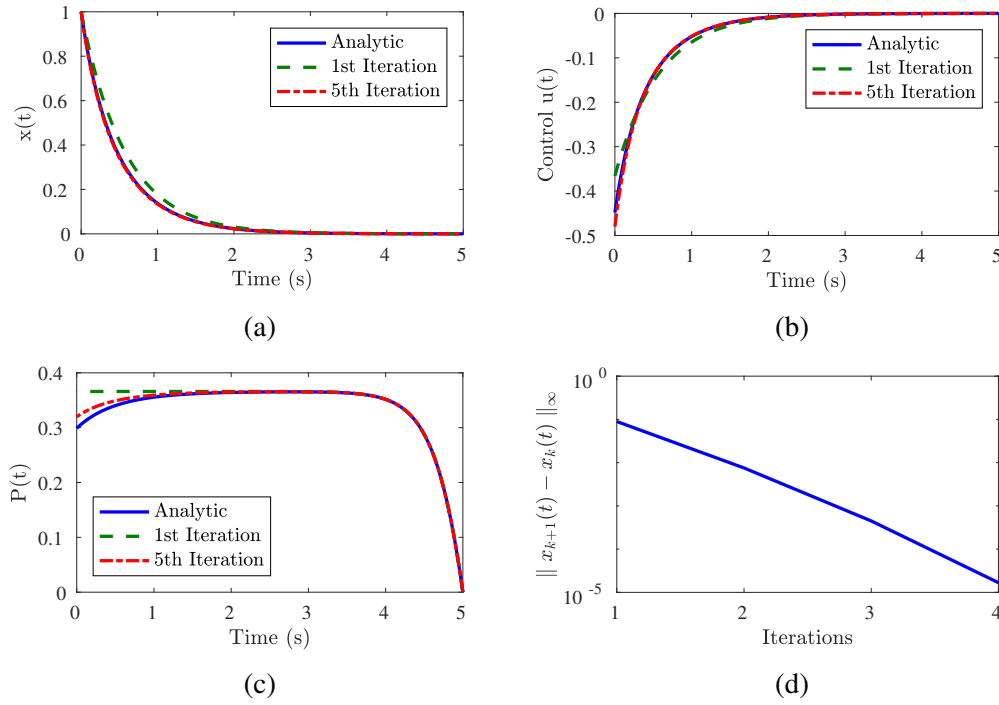 1
0.8
0.6
0.4
0.2
0
x(t)
Analytic
1st Iteration
5th Iteration
0 1 2 3 4 5
Time (s)
(a)
0
-0.1
-0.2
-0.3
-0.4
-0.5
Control u(t)
Analytic
1st Iteration
5th Iteration
0 1 2 3 4 5
Time (s)
(b)
0.4
0.3
0.2
0.1
0
P(t)
Analytic
1st Iteration
5th Iteration
0 1 2 3 4 5
Time (s)
(c)
10^0
10^-5
‖ x_{k+1}(t) − x_k(t) ‖_∞
1 2 3 4
Iterations
(d)